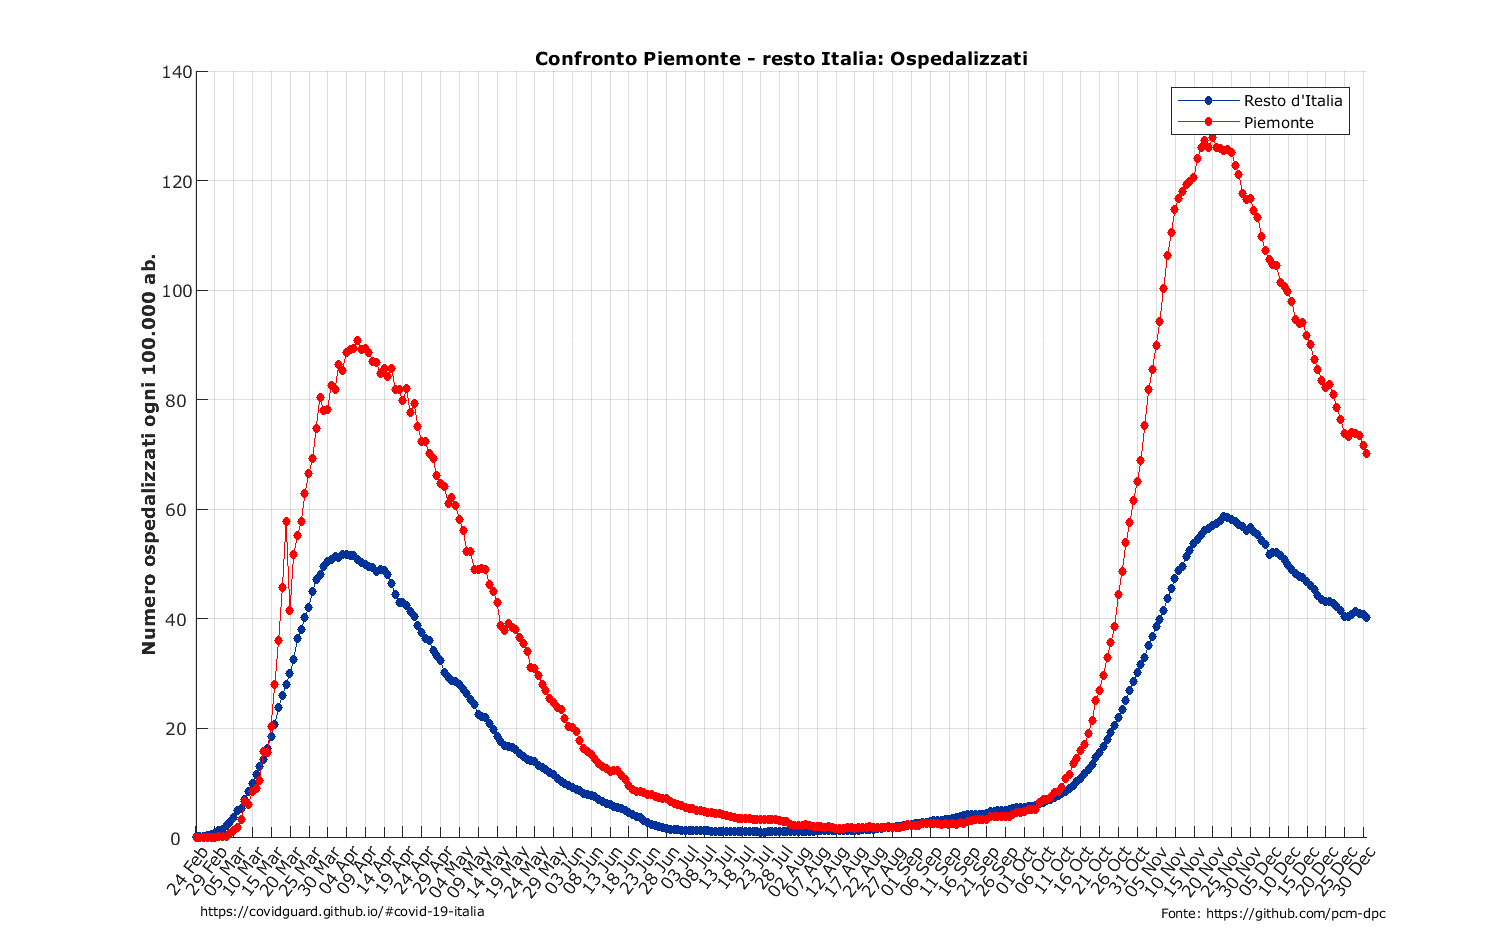 Confronto Piemonte - resto Italia: Ospedalizzati
Resto d'Italia
Piemonte
Numero ospedalizzati ogni 100.000 ab.
140
120
100
80
60
40
20
0
24 Feb
29 Feb
05 Mar
10 Mar
15 Mar
20 Mar
25 Mar
30 Mar
04 Apr
09 Apr
14 Apr
19 Apr
24 Apr
29 Apr
04 May
09 May
14 May
19 May
24 May
29 May
03 Jun
08 Jun
13 Jun
18 Jun
23 Jun
28 Jun
03 Jul
08 Jul
13 Jul
18 Jul
23 Jul
28 Jul
02 Aug
07 Aug
12 Aug
17 Aug
22 Aug
27 Aug
01 Sep
06 Sep
11 Sep
16 Sep
21 Sep
26 Sep
01 Oct
06 Oct
11 Oct
16 Oct
21 Oct
26 Oct
31 Oct
05 Nov
10 Nov
15 Nov
20 Nov
25 Nov
30 Nov
05 Dec
10 Dec
15 Dec
20 Dec
25 Dec
30 Dec
https://covidguard.github.io/#covid-19-italia
Fonte: https://github.com/pcm-dpc